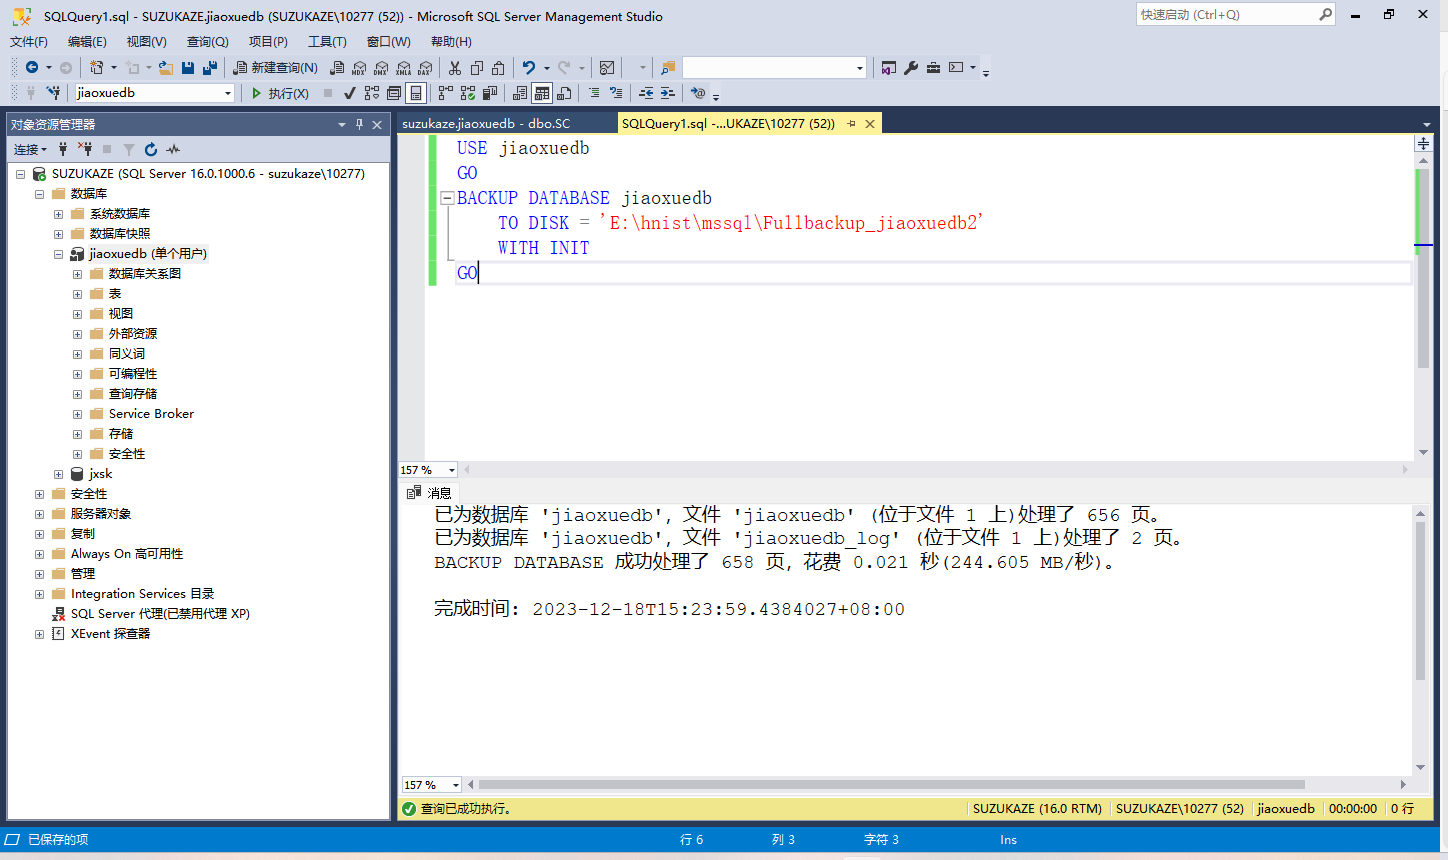 SQLQuery1.sql - SUZUKAZE.jiaoxuedb (SUZUKAZE\10277 (52)) - Microsoft SQL Server Management Studio
快速启动 (Ctrl+Q)
文件(F) 编辑(E) 视图(V) 查询(Q) 项目(P) 工具(T) 窗口(W) 帮助(H)
新建查询(N) MDX DMX XMLA DAX
jiaoxuedb 执行(X)
对象资源管理器
连接
SUZUKAZE (SQL Server 16.0.1000.6 - suzukaze\10277)
数据库
系统数据库
数据库快照
jiaoxuedb (单个用户)
数据库关系图
表
视图
外部资源
同义词
可编程性
查询存储
Service Broker
存储
安全性
jxsk
安全性
服务器对象
复制
Always On 高可用性
管理
Integration Services 目录
SQL Server 代理(已禁用代理 XP)
XEvent 探查器
suzukaze.jiaoxuedb - dbo.SC
SQLQuery1.sql -...UKAZE\10277 (52))
USE jiaoxuedb
GO
BACKUP DATABASE jiaoxuedb
TO DISK = 'E:\hnist\mssql\Fullbackup_jiaoxuedb2'
WITH INIT
GO
157 %
消息
已为数据库 'jiaoxuedb'，文件 'jiaoxuedb' (位于文件 1 上)处理了 656 页。
已为数据库 'jiaoxuedb'，文件 'jiaoxuedb_log' (位于文件 1 上)处理了 2 页。
BACKUP DATABASE 成功处理了 658 页，花费 0.021 秒(244.605 MB/秒)。
完成时间: 2023-12-18T15:23:59.4384027+08:00
157 %
查询已成功执行。
SUZUKAZE (16.0 RTM) SUZUKAZE\10277 (52) jiaoxuedb 00:00:00 0 行
已保存的项 行 6 列 3 字符 3 Ins